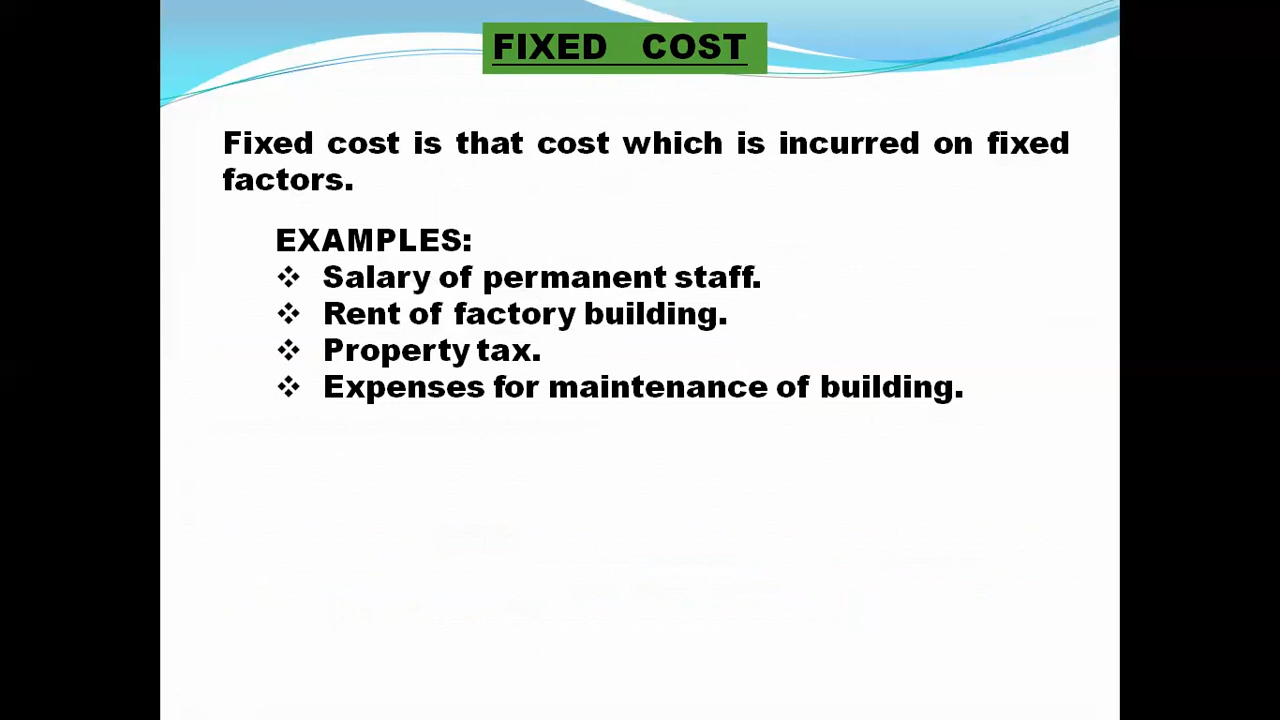 FIXED COST
Fixed cost is that cost which is incurred on fixed
factors.
EXAMPLES:
❖ Salary of permanent staff.
❖ Rent of factory building.
❖ Property tax.
❖ Expenses for maintenance of building.